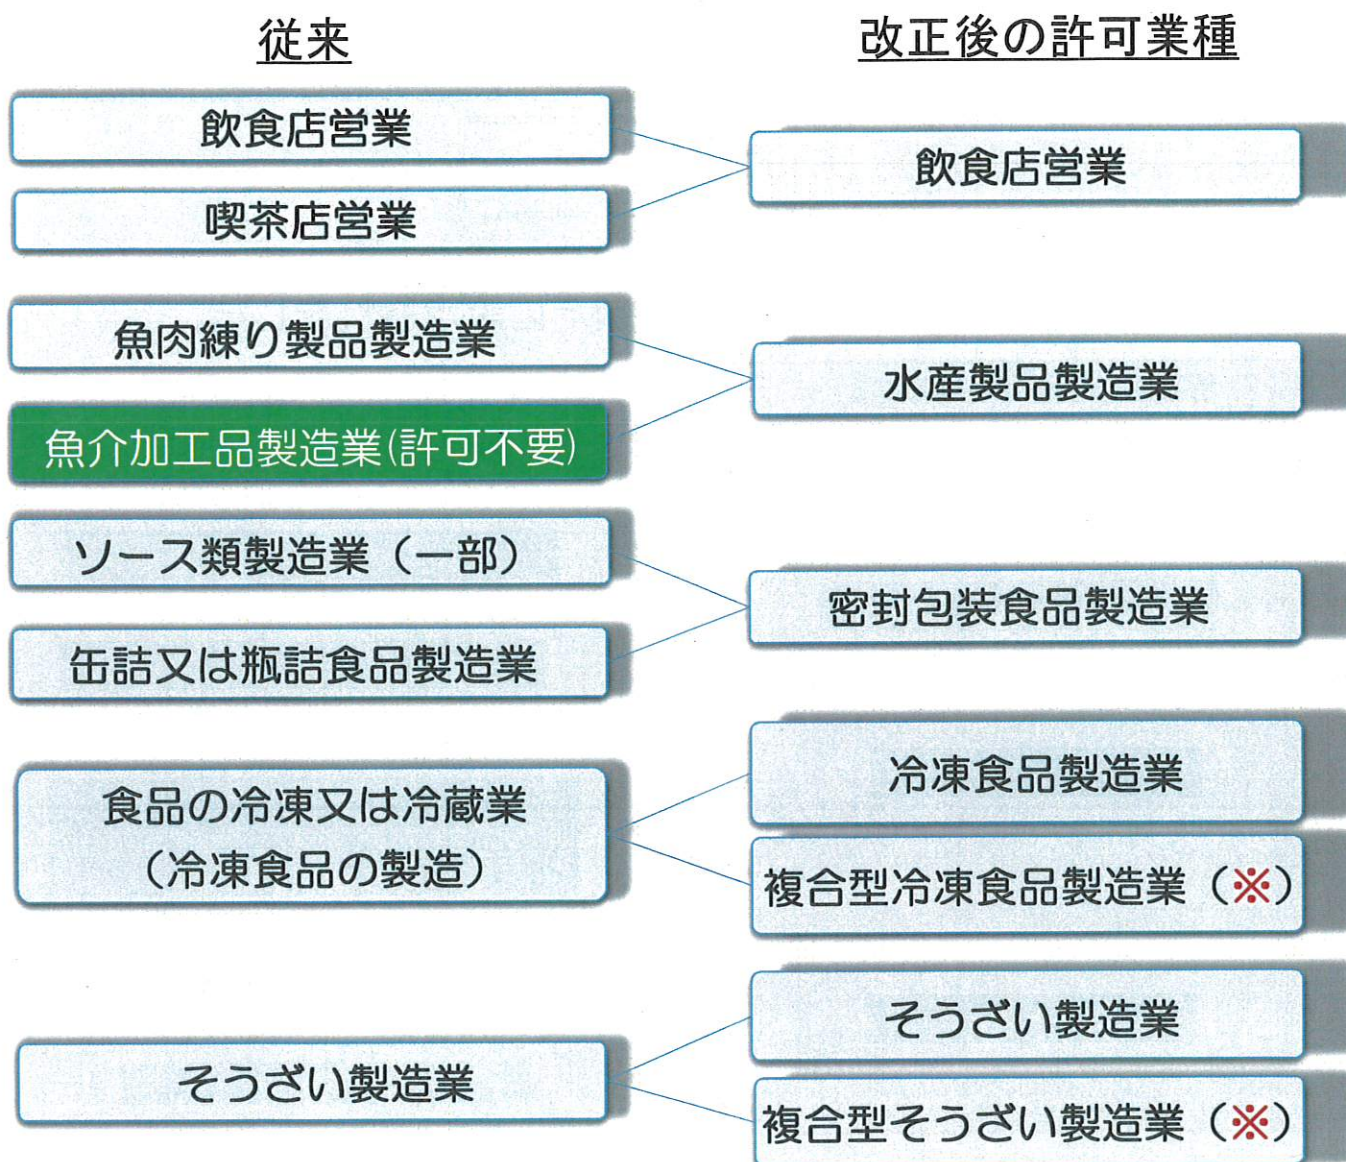 従来
飲食店営業
喫茶店営業
魚肉練り製品製造業
魚介加工品製造業(許可不要)
ソース類製造業（一部）
缶詰又は瓶詰食品製造業
食品の冷凍又は冷蔵業
（冷凍食品の製造）
そうざい製造業
改正後の許可業種
飲食店営業
水産製品製造業
密封包装食品製造業
冷凍食品製造業
複合型冷凍食品製造業（※）
そうざい製造業
複合型そうざい製造業（※）